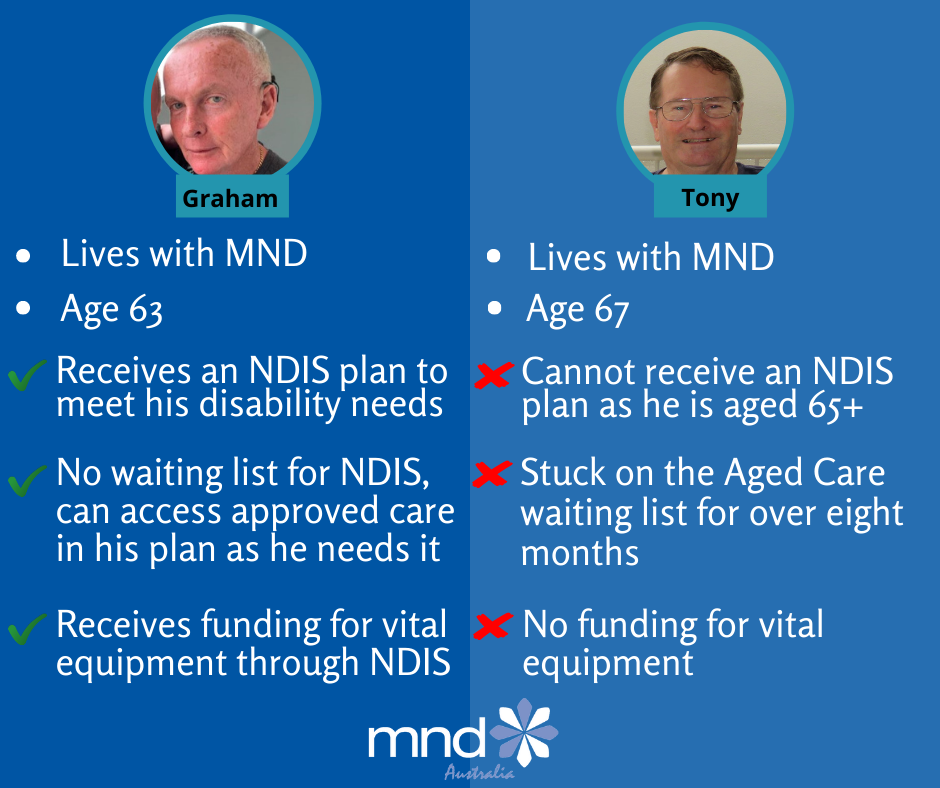 Graham
Lives with MND
Age 63
Receives an NDIS plan to
meet his disability needs
No waiting list for NDIS,
can access approved care
in his plan as he needs it
Receives funding for vital
equipment through NDIS
Tony
Lives with MND
Age 67
Cannot receive an NDIS
plan as he is aged 65+
Stuck on the Aged Care
waiting list for over eight
months
No funding for vital
equipment
mnd
Australia